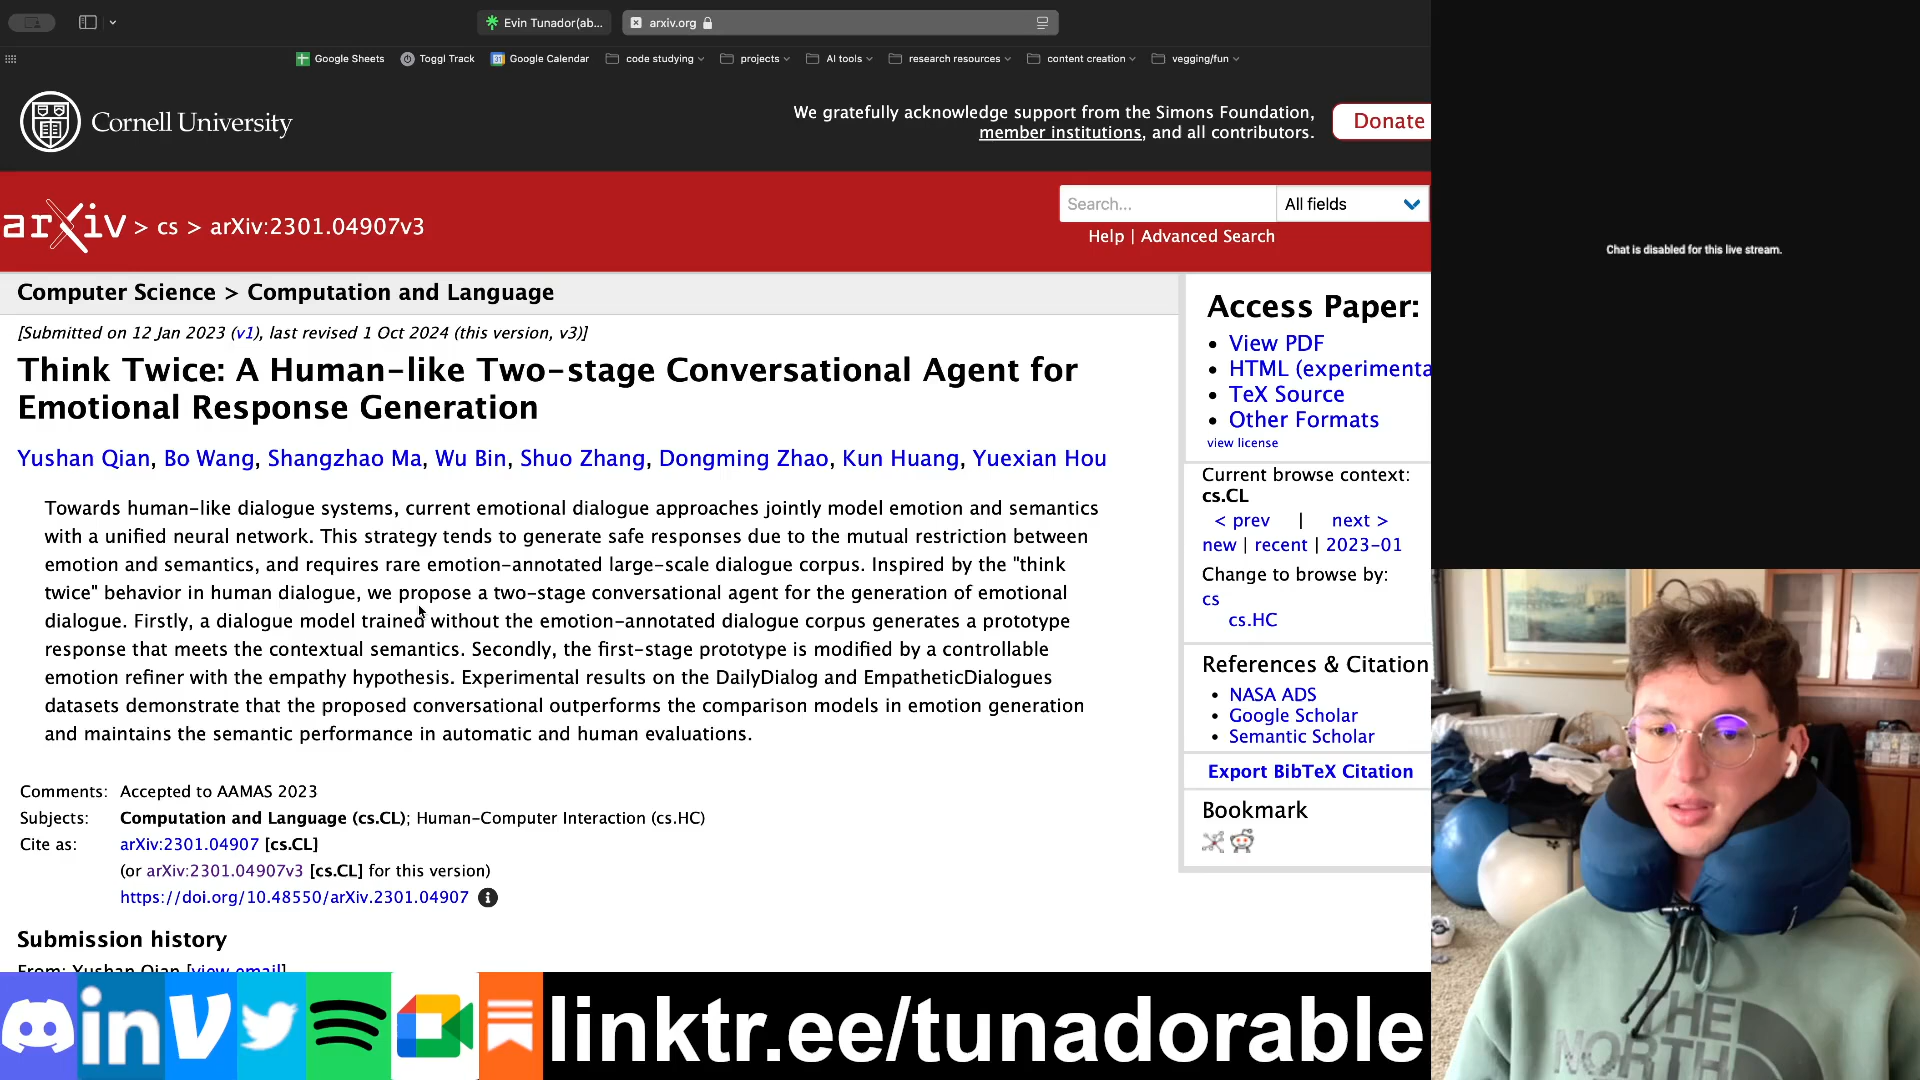 Evin Tunador(ab...
arxiv.org
Google Sheets
Toggl Track
Google Calendar
code studying
projects
AI tools
research resources
content creation
vegging/fun
Cornell University
We gratefully acknowledge support from the Simons Foundation,
member institutions, and all contributors.
Donate
arXiv > cs > arXiv:2301.04907v3
Search...
All fields
Help | Advanced Search
Computer Science > Computation and Language
[Submitted on 12 Jan 2023 (v1), last revised 1 Oct 2024 (this version, v3)]
Think Twice: A Human-like Two-stage Conversational Agent for
Emotional Response Generation
Yushan Qian, Bo Wang, Shangzhao Ma, Wu Bin, Shuo Zhang, Dongming Zhao, Kun Huang, Yuexian Hou
Towards human-like dialogue systems, current emotional dialogue approaches jointly model emotion and semantics
with a unified neural network. This strategy tends to generate safe responses due to the mutual restriction between
emotion and semantics, and requires rare emotion-annotated large-scale dialogue corpus. Inspired by the "think
twice" behavior in human dialogue, we propose a two-stage conversational agent for the generation of emotional
dialogue. Firstly, a dialogue model trained without the emotion-annotated dialogue corpus generates a prototype
response that meets the contextual semantics. Secondly, the first-stage prototype is modified by a controllable
emotion refiner with the empathy hypothesis. Experimental results on the DailyDialog and EmpatheticDialogues
datasets demonstrate that the proposed conversational outperforms the comparison models in emotion generation
and maintains the semantic performance in automatic and human evaluations.
Comments: Accepted to AAMAS 2023
Subjects: Computation and Language (cs.CL); Human-Computer Interaction (cs.HC)
Cite as: arXiv:2301.04907 [cs.CL]
(or arXiv:2301.04907v3 [cs.CL] for this version)
https://doi.org/10.48550/arXiv.2301.04907
Submission history
From: Yushan Qian [view email]
Access Paper:
View PDF
HTML (experimenta
TeX Source
Other Formats
view license
Current browse context:
cs.CL
< prev | next >
new | recent | 2023-01
Change to browse by:
cs
cs.HC
References & Citation
NASA ADS
Google Scholar
Semantic Scholar
Export BibTeX Citation
Bookmark
Chat is disabled for this live stream.
THE
NORTH
in
linktr.ee/tunadorable